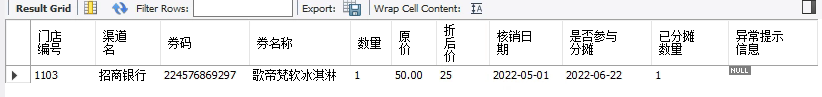 Result Grid Filter Rows: Export: Wrap Cell Content: IA
门店编号 渠道名 券码 券名称 数量 原价 折后价 核销日期 是否参与分摊 已分摊数量 异常提示信息
1103 招商银行 224576869297 歌帝梵软冰淇淋 1 50.00 25 2022-05-01 2022-06-22 1 NULL